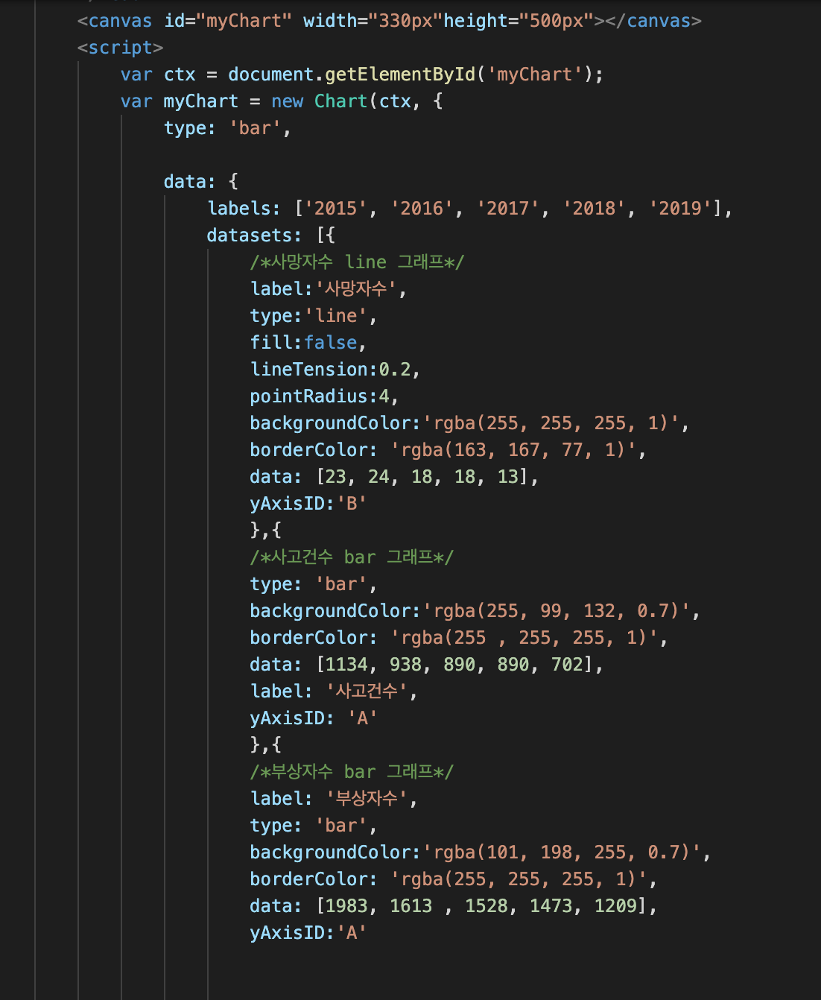 <canvas id="myChart" width="330px"height="500px"></canvas>
<script>
var ctx = document.getElementById('myChart');
var myChart = new Chart(ctx, {
type: 'bar',
data: {
labels: ['2015', '2016', '2017', '2018', '2019'],
datasets: [{
/*사망자수 line 그래프*/
label:'사망자수',
type:'line',
fill:false,
lineTension:0.2,
pointRadius:4,
backgroundColor:'rgba(255, 255, 255, 1)',
borderColor: 'rgba(163, 167, 77, 1)',
data: [23, 24, 18, 18, 13],
yAxisID:'B'
},{
/*사고건수 bar 그래프*/
type: 'bar',
backgroundColor:'rgba(255, 99, 132, 0.7)',
borderColor: 'rgba(255 , 255, 255, 1)',
data: [1134, 938, 890, 890, 702],
label: '사고건수',
yAxisID: 'A'
},{
/*부상자수 bar 그래프*/
label: '부상자수',
type: 'bar',
backgroundColor:'rgba(101, 198, 255, 0.7)',
borderColor: 'rgba(255, 255, 255, 1)',
data: [1983, 1613 , 1528, 1473, 1209],
yAxisID:'A'